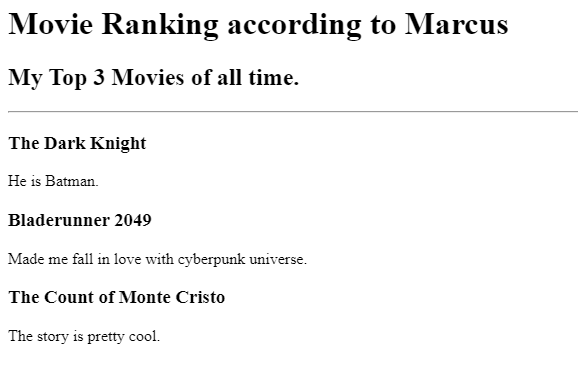 Movie Ranking according to Marcus
My Top 3 Movies of all time.
The Dark Knight
He is Batman.
Bladerunner 2049
Made me fall in love with cyberpunk universe.
The Count of Monte Cristo
The story is pretty cool.